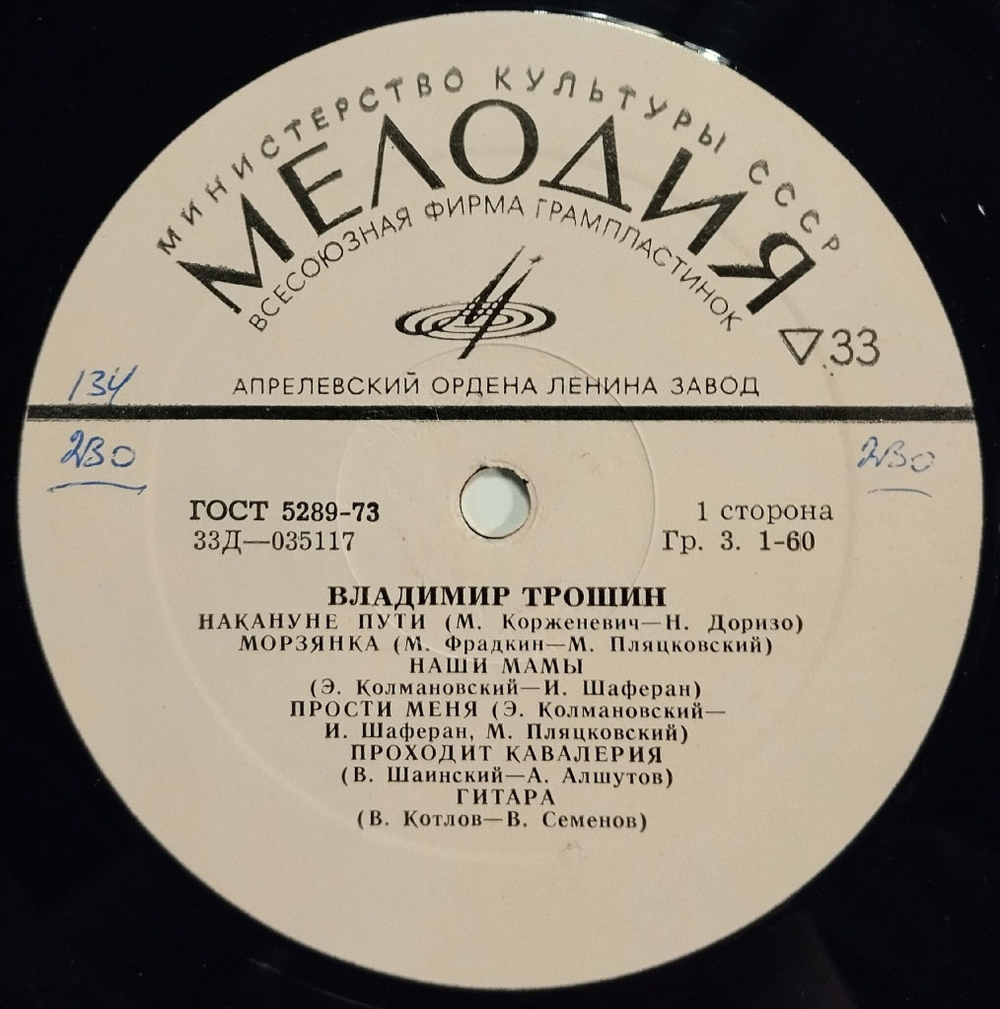 МИНИСТЕРСТВО КУЛЬТУРЫ СССР
МЕЛОДИЯ
ВСЕСОЮЗНАЯ ФИРМА ГРАМПЛАСТИНОК
33
АПРЕЛЕВСКИЙ ОРДЕНА ЛЕНИНА ЗАВОД
134
2В0
2В0
ГОСТ 5289-73
1 сторона
33Д—035117
Гр. 3. 1-60
ВЛАДИМИР ТРОШИН
НАКАНУНЕ ПУТИ (М. Корженевич—Н. Доризо)
МОРЗЯНКА (М. Фрадкин—М. Пляцковский)
НАШИ МАМЫ
(Э. Колмановский—И. Шаферан)
ПРОСТИ МЕНЯ (Э. Колмановский—
И. Шаферан, М. Пляцковский)
ПРОХОДИТ КАВАЛЕРИЯ
(В. Шаинский—А. Алшутов)
ГИТАРА
(В. Котлов—В. Семенов)